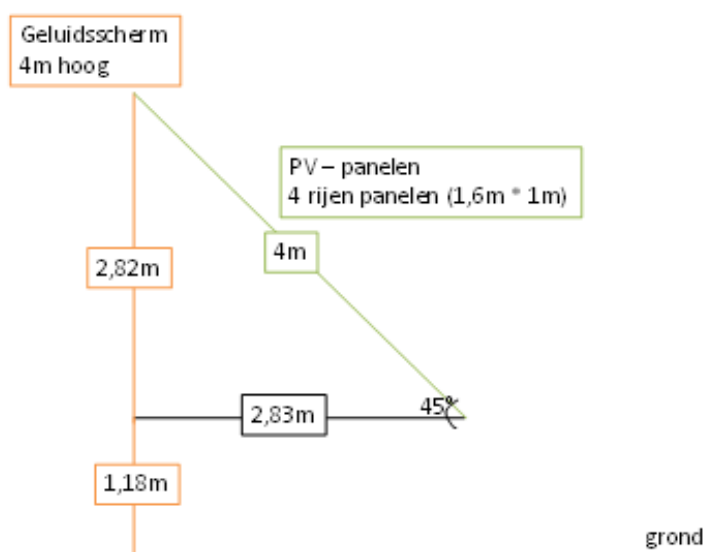 Geluidsscherm
4m hoog
PV – panelen
4 rijen panelen (1,6m * 1m)
4m
2,82m
45°
2,83m
1,18m
grond